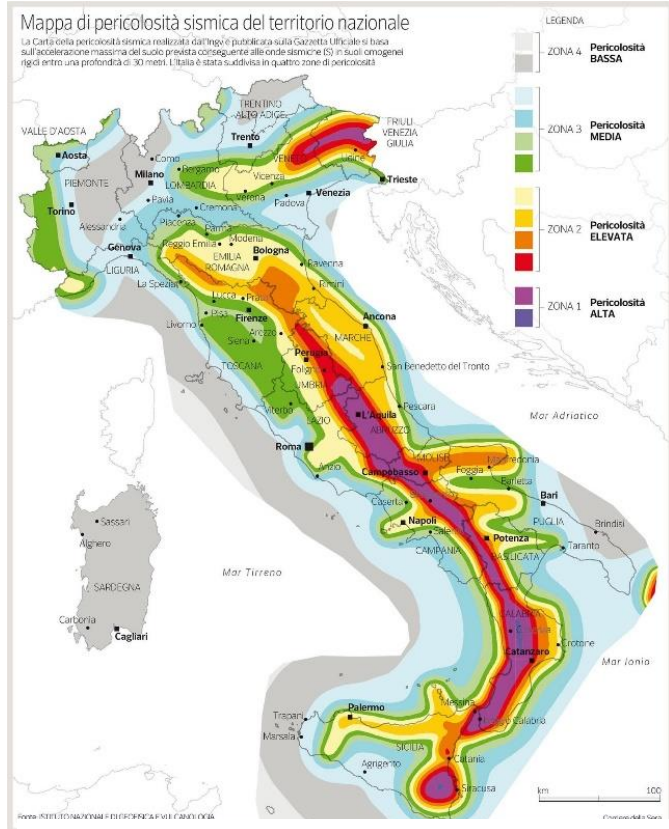 Mappa di pericolosità sismica del territorio nazionale
La Carta della pericolosità sismica realizzata dall'Ingv e pubblicata sulla Gazzetta Ufficiale si basa
sull'accelerazione massima del suolo prevista conseguente alle onde sismiche (S) in suoli omogenei
rigidi entro una profondità di 30 metri. L'Italia è stata suddivisa in quattro zone di pericolosità
LEGENDA
ZONA 4
Pericolosità
BASSA
ZONA 3
Pericolosità
MEDIA
ZONA 2
Pericolosità
ELEVATA
ZONA 1
Pericolosità
ALTA
TRENTINO
ALTO ADIGE
FRIULI
VENEZIA
GIULIA
VALLE D'AOSTA
Trento
Aosta
Como
Udine
Milano
Bergamo
Trieste
PIEMONTE
LOMBARDIA
Vicenza
Venezia
Verona
Padova
Torino
Pavia
Cremona
Alessandria
Piacenza
Parma
Genova
Reggio Emilia
Modena
LIGURIA
EMILIA
ROMAGNA
Bologna
Ravenna
La Spezia
Rimini
Lucca
Prato
Pisa
Firenze
Ancona
Livorno
Arezzo
MARCHE
Siena
Perugia
TOSCANA
Foligno
San Benedetto del Tronto
UMBRIA
Viterbo
L'Aquila
Pescara
LAZIO
ABRUZZO
Mar Adriatico
Roma
MOLISE
Anzio
Campobasso
Manfredonia
Foggia
Barletta
Caserta
Bari
Napoli
PUGLIA
Brindisi
Salerno
Potenza
CAMPANIA
BASILICATA
Taranto
Sassari
Alghero
Mar Tirreno
SARDEGNA
Carbonia
Cagliari
CALABRIA
Crotone
Catanzaro
Mar Ionio
Messina
Palermo
Reggio Calabria
Trapani
Marsala
SICILIA
Catania
Agrigento
Siracusa
km
100
Fonte: ISTITUTO NAZIONALE DI GEOFISICA E VULCANOLOGIA
Corriere della Sera